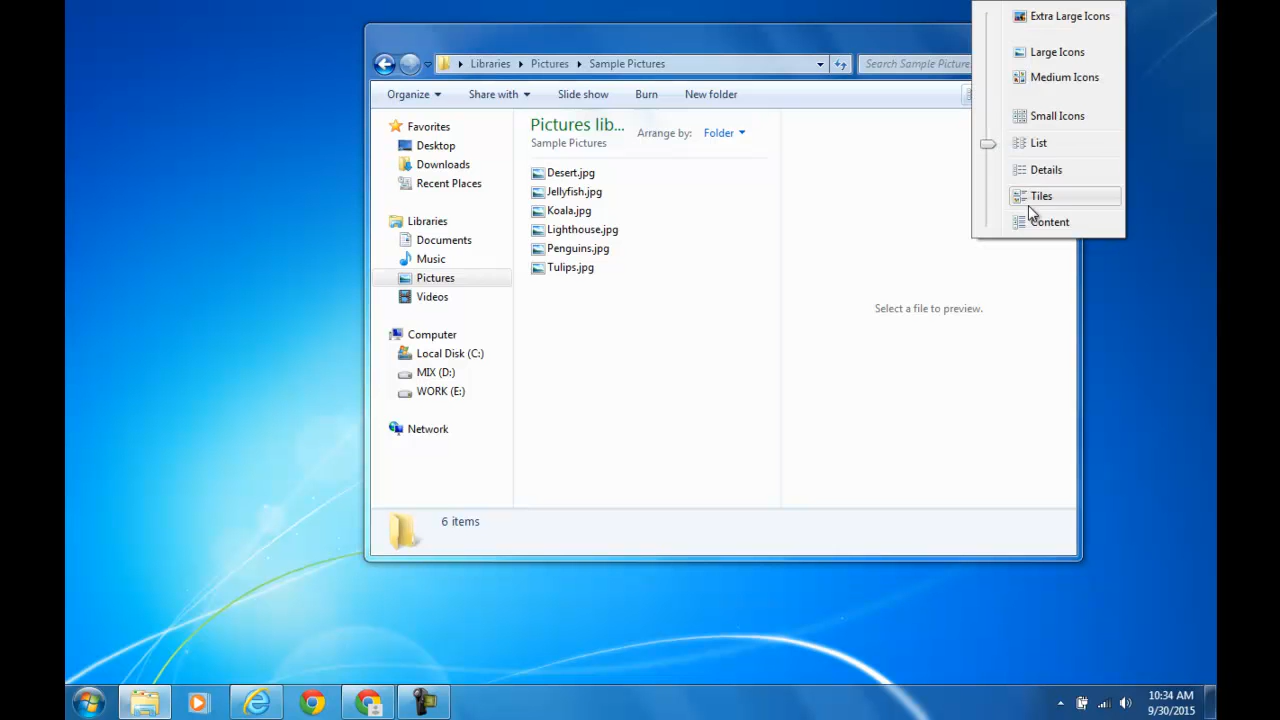 Extra Large Icons
Large Icons
Medium Icons
Small Icons
List
Details
Tiles
Content
Libraries
Pictures
Sample Pictures
Search Sample Pictures
Organize
Share with
Slide show
Burn
New folder
Favorites
Desktop
Downloads
Recent Places
Libraries
Documents
Music
Pictures
Videos
Computer
Local Disk (C:)
MIX (D:)
WORK (E:)
Network
Pictures lib...
Sample Pictures
Arrange by:
Folder
Desert.jpg
Jellyfish.jpg
Koala.jpg
Lighthouse.jpg
Penguins.jpg
Tulips.jpg
Select a file to preview.
6 items
10:34 AM
9/30/2015